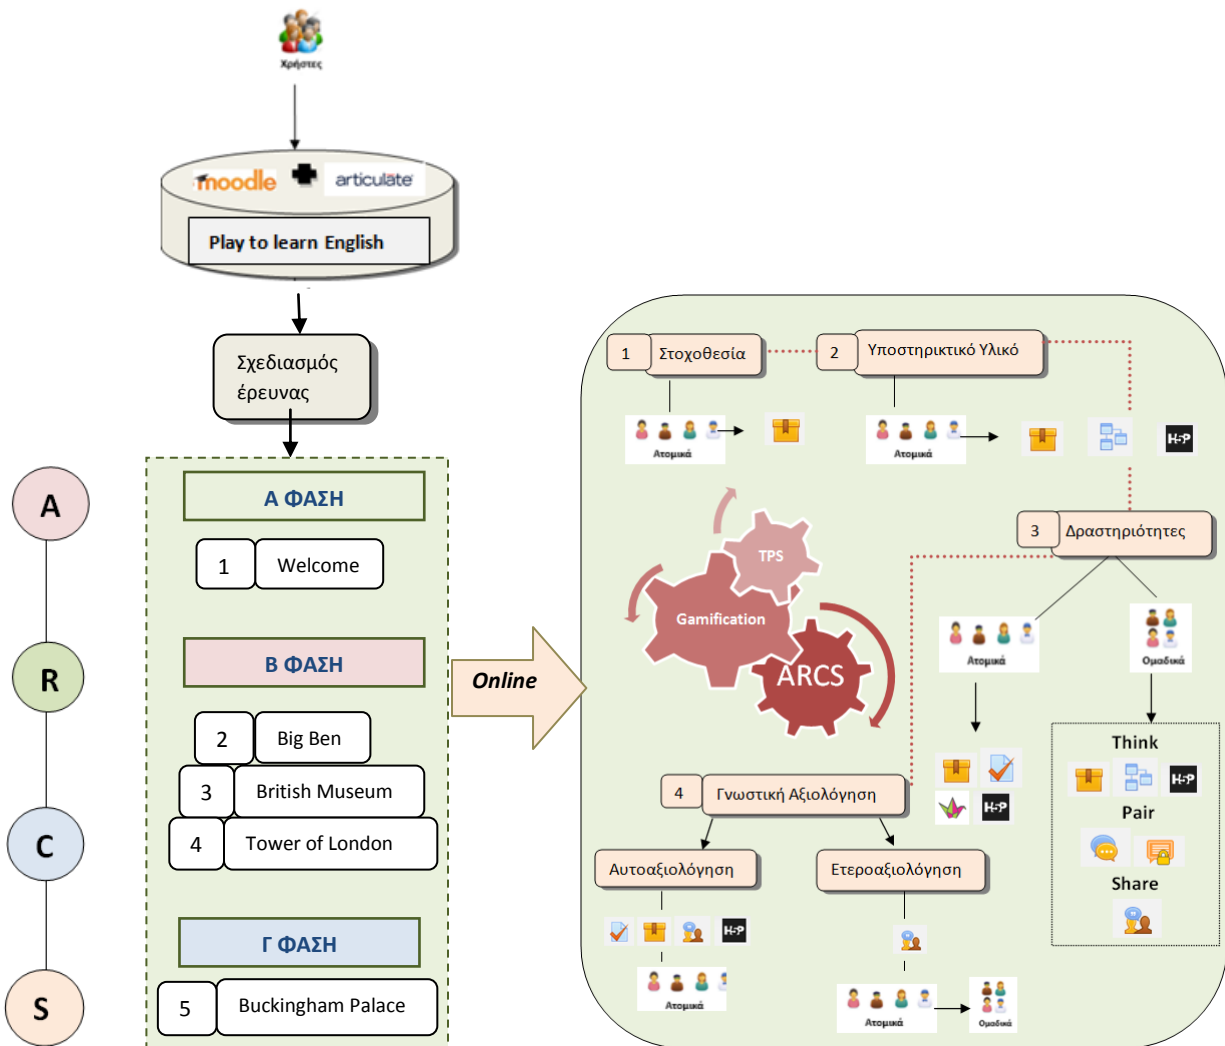 Χρήστες
moodle
articulate
Play to learn English
Σχεδιασμός
έρευνας
A
R
C
S
Α ΦΑΣΗ
1 Welcome
Β ΦΑΣΗ
2 Big Ben
3 British Museum
4 Tower of London
Γ ΦΑΣΗ
5 Buckingham Palace
Online
1 Στοχοθεσία
2 Υποστηρικτικό Υλικό
Ατομικά
Ατομικά
H5P
TPS
Gamification
ARCS
3 Δραστηριότητες
Ατομικά
Ομαδικά
H5P
Think
H5P
Pair
Share
4 Γνωστική Αξιολόγηση
Αυτοαξιολόγηση
Ετεροαξιολόγηση
H5P
Ατομικά
Ατομικά
Ομαδικά